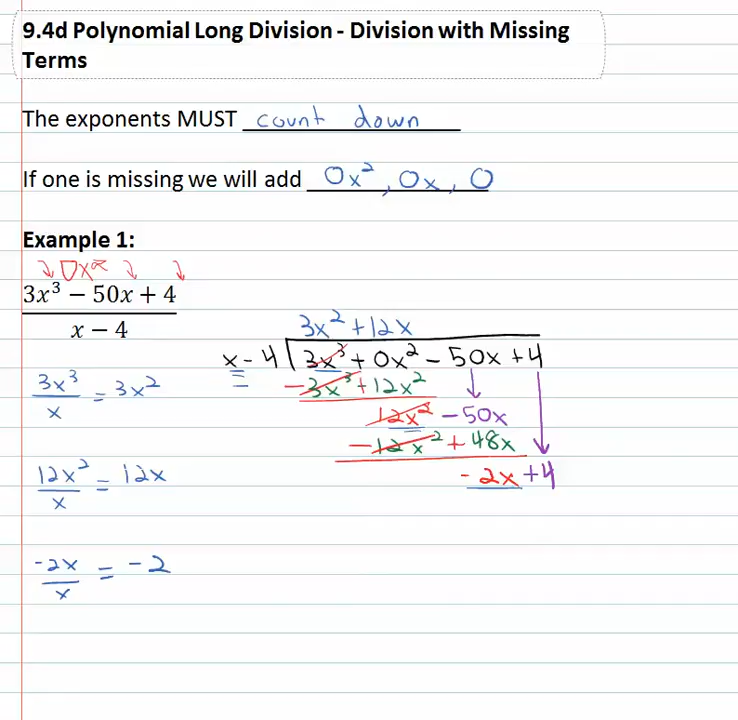 9.4d Polynomial Long Division - Division with Missing
Terms
The exponents MUST count down
If one is missing we will add 0x², 0x, 0
Example 1:
↓ 0x² ↓ ↓
3x³ − 50x + 4
x − 4
3x² + 12x
x - 4 3x³ + 0x² - 50x + 4
3x³/x = 3x²
-3x³ + 12x²
12x² - 50x
-12x² + 48x
12x²/x = 12x
-2x + 4
-2x/x = -2